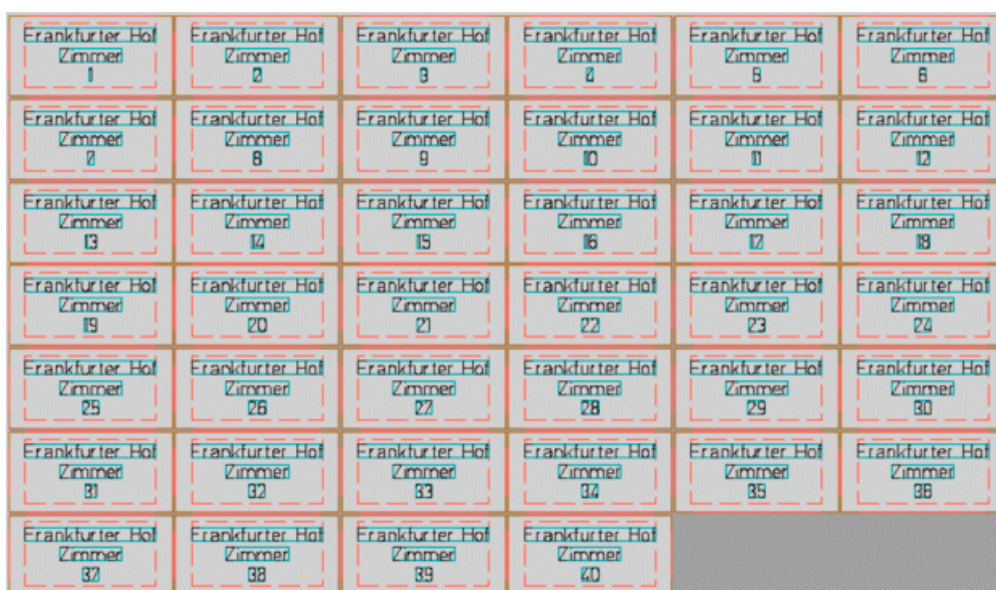 Frankfurter Hof Frankfurter Hof Frankfurter Hof Frankfurter Hof Frankfurter Hof Frankfurter Hof
Zimmer Zimmer Zimmer Zimmer Zimmer Zimmer
1 2 3 4 5 6
Frankfurter Hof Frankfurter Hof Frankfurter Hof Frankfurter Hof Frankfurter Hof Frankfurter Hof
Zimmer Zimmer Zimmer Zimmer Zimmer Zimmer
7 8 9 10 11 12
Frankfurter Hof Frankfurter Hof Frankfurter Hof Frankfurter Hof Frankfurter Hof Frankfurter Hof
Zimmer Zimmer Zimmer Zimmer Zimmer Zimmer
13 14 15 16 17 18
Frankfurter Hof Frankfurter Hof Frankfurter Hof Frankfurter Hof Frankfurter Hof Frankfurter Hof
Zimmer Zimmer Zimmer Zimmer Zimmer Zimmer
19 20 21 22 23 24
Frankfurter Hof Frankfurter Hof Frankfurter Hof Frankfurter Hof Frankfurter Hof Frankfurter Hof
Zimmer Zimmer Zimmer Zimmer Zimmer Zimmer
25 26 27 28 29 30
Frankfurter Hof Frankfurter Hof Frankfurter Hof Frankfurter Hof Frankfurter Hof Frankfurter Hof
Zimmer Zimmer Zimmer Zimmer Zimmer Zimmer
31 32 33 34 35 36
Frankfurter Hof Frankfurter Hof Frankfurter Hof Frankfurter Hof
Zimmer Zimmer Zimmer Zimmer
37 38 39 40